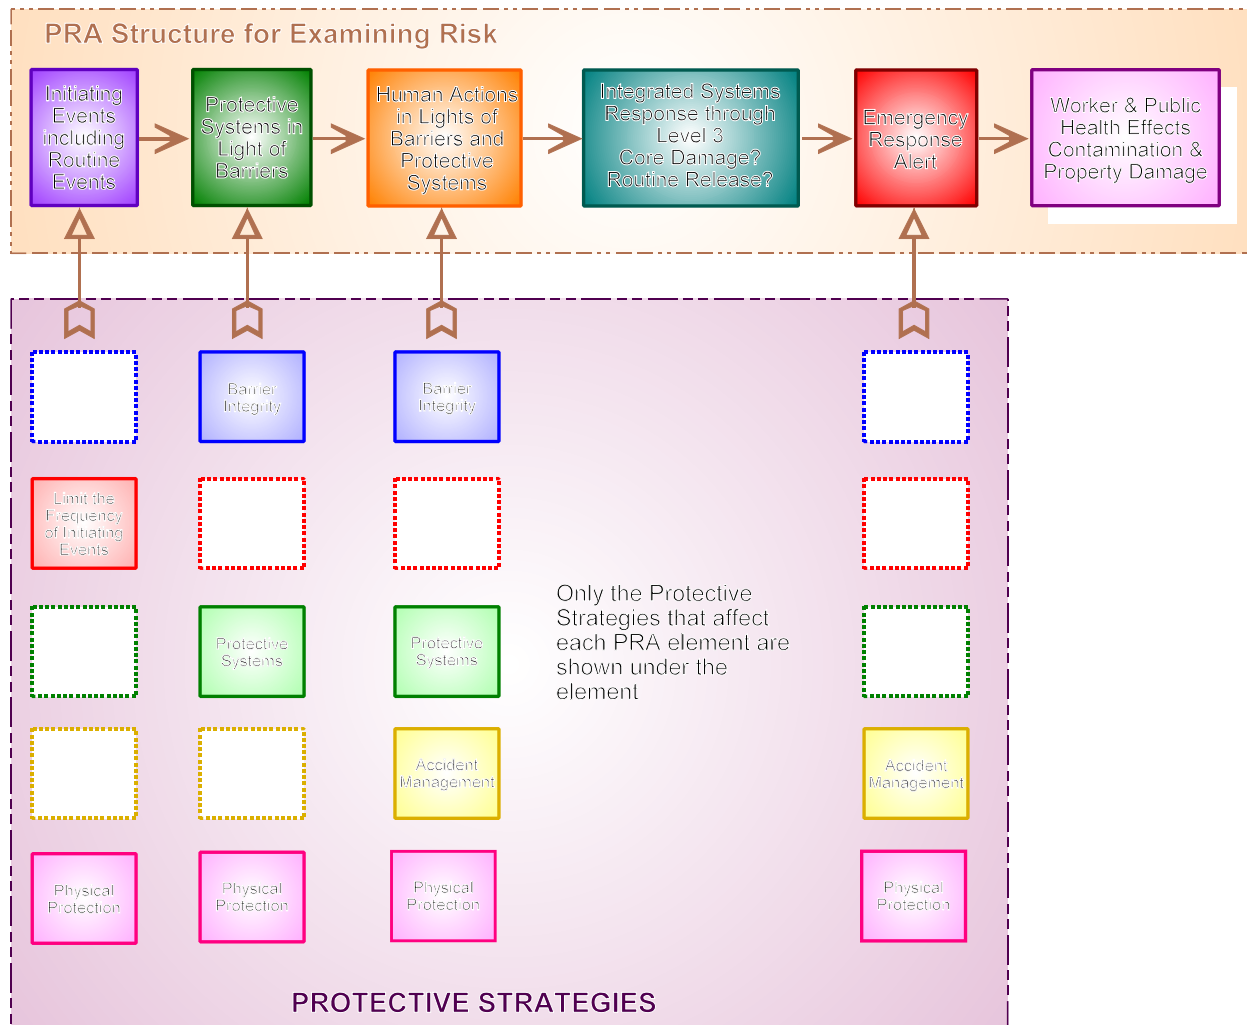 PRA Structure for Examining Risk
Initiating
Events
including
Routine
Events
Protective
Systems in
Light of
Barriers
Human Actions
in Lights of
Barriers and
Protective
Systems
Integrated Systems
Response through
Level 3
Core Damage?
Routine Release?
Emergency
Response
Alert
Worker & Public
Health Effects
Contamination &
Property Damage
Barrier
Integrity
Barrier
Integrity
Limit the
Frequency
of Initiating
Events
Only the Protective
Strategies that affect
each PRA element are
shown under the
element
Protective
Systems
Protective
Systems
Accident
Management
Accident
Management
Physical
Protection
Physical
Protection
Physical
Protection
Physical
Protection
PROTECTIVE STRATEGIES